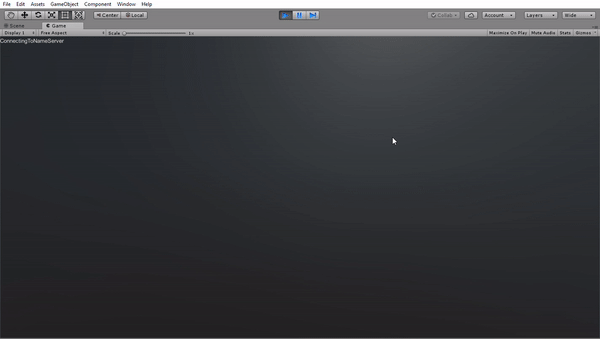 File Edit Assets GameObject Component Window Help
Center Local Collab Account Layers Wide
Scene Game
Display 1 Free Aspect Scale 1x Maximize On Play Mute Audio Stats Gizmos
ConnectingToNameServer